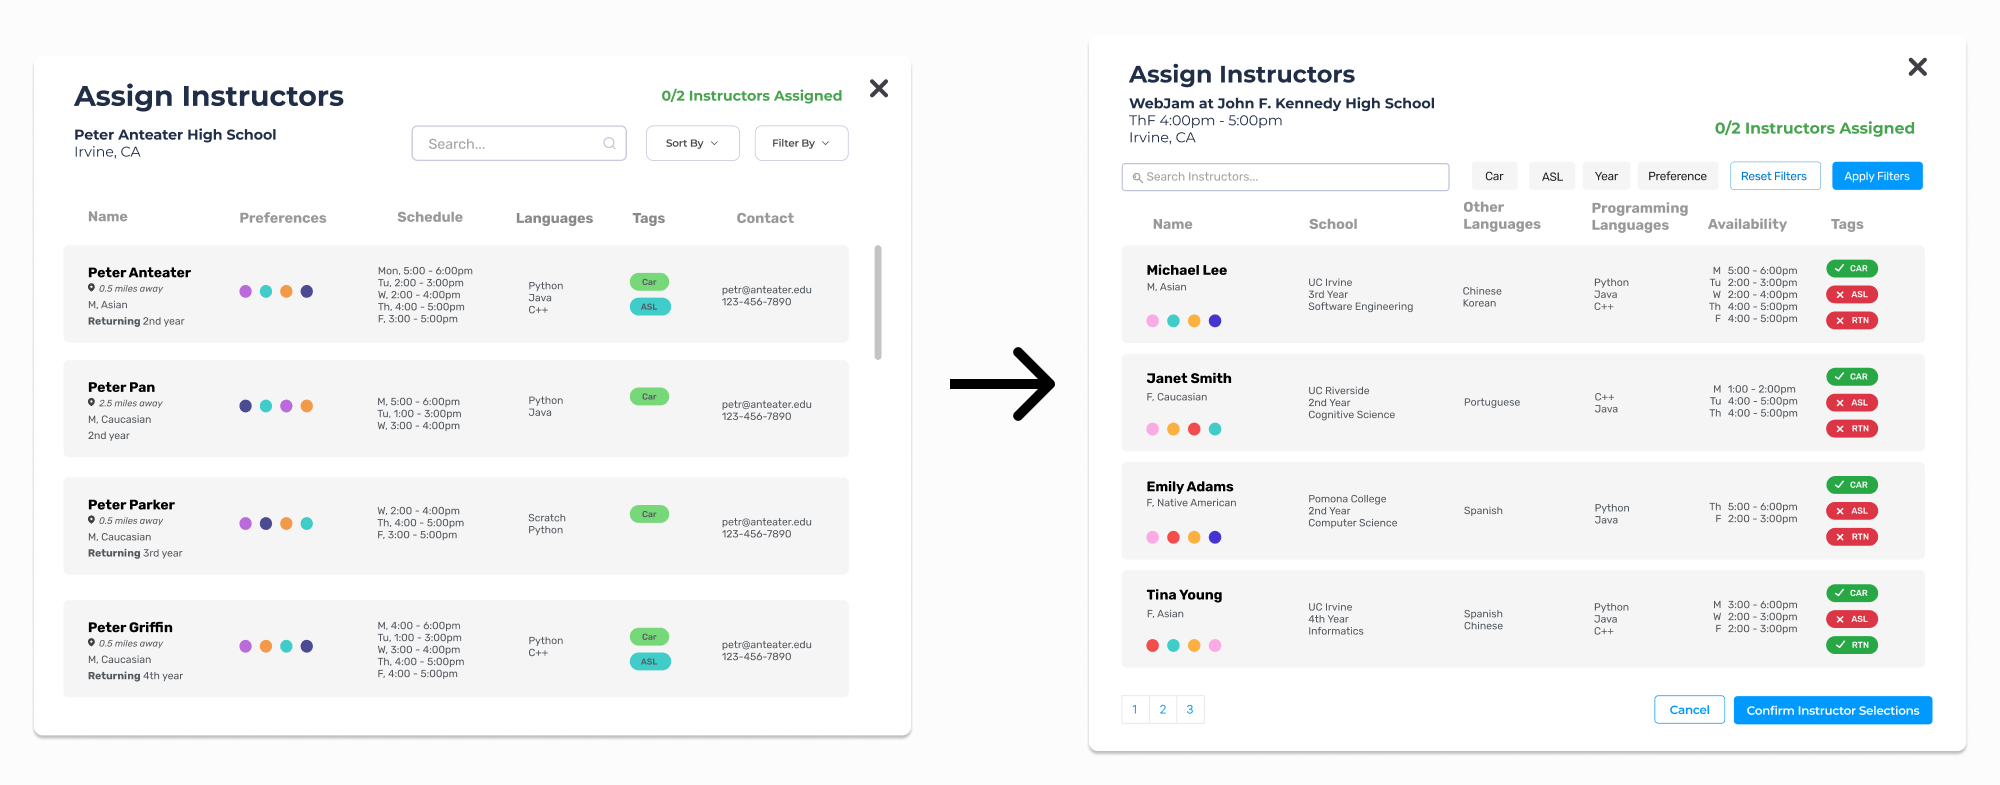 Assign Instructors
0/2 Instructors Assigned
Peter Anteater High School
Irvine, CA
Search...
Sort By
Filter By
Name
Preferences
Schedule
Languages
Tags
Contact
Peter Anteater
0.5 miles away
M, Asian
Returning 2nd year
Mon, 5:00 - 6:00pm
Tu, 2:00 - 3:00pm
W, 2:00 - 4:00pm
Th, 4:00 - 5:00pm
F, 3:00 - 5:00pm
Python
Java
C++
Car
ASL
petr@anteater.edu
123-456-7890
Peter Pan
2.5 miles away
M, Caucasian
2nd year
M, 5:00 - 6:00pm
Tu, 1:00 - 3:00pm
W, 3:00 - 4:00pm
Python
Java
Car
petr@anteater.edu
123-456-7890
Peter Parker
0.5 miles away
M, Caucasian
Returning 3rd year
W, 2:00 - 4:00pm
Th, 4:00 - 5:00pm
F, 3:00 - 5:00pm
Scratch
Python
Car
petr@anteater.edu
123-456-7890
Peter Griffin
0.5 miles away
M, Caucasian
Returning 4th year
M, 4:00 - 6:00pm
Tu, 1:00 - 3:00pm
W, 3:00 - 4:00pm
Th, 4:00 - 5:00pm
F, 4:00 - 5:00pm
Python
C++
Car
ASL
petr@anteater.edu
123-456-7890
Assign Instructors
WebJam at John F. Kennedy High School
ThF 4:00pm - 5:00pm
Irvine, CA
0/2 Instructors Assigned
Search Instructors...
Car
ASL
Year
Preference
Reset Filters
Apply Filters
Name
School
Other
Languages
Programming
Languages
Availability
Tags
Michael Lee
M, Asian
UC Irvine
3rd Year
Software Engineering
Chinese
Korean
Python
Java
C++
M 5:00 - 6:00pm
Tu 2:00 - 3:00pm
W 2:00 - 4:00pm
Th 4:00 - 5:00pm
F 4:00 - 5:00pm
CAR
ASL
RTN
Janet Smith
F, Caucasian
UC Riverside
2nd Year
Cognitive Science
Portuguese
C++
Java
M 1:00 - 2:00pm
Tu 4:00 - 5:00pm
Th 4:00 - 5:00pm
CAR
ASL
RTN
Emily Adams
F, Native American
Pomona College
2nd Year
Computer Science
Spanish
Python
Java
Th 5:00 - 6:00pm
F 2:00 - 3:00pm
CAR
ASL
RTN
Tina Young
F, Asian
UC Irvine
4th Year
Informatics
Spanish
Chinese
Python
Java
C++
M 3:00 - 6:00pm
W 2:00 - 3:00pm
F 2:00 - 3:00pm
CAR
ASL
RTN
1 2 3
Cancel
Confirm Instructor Selections